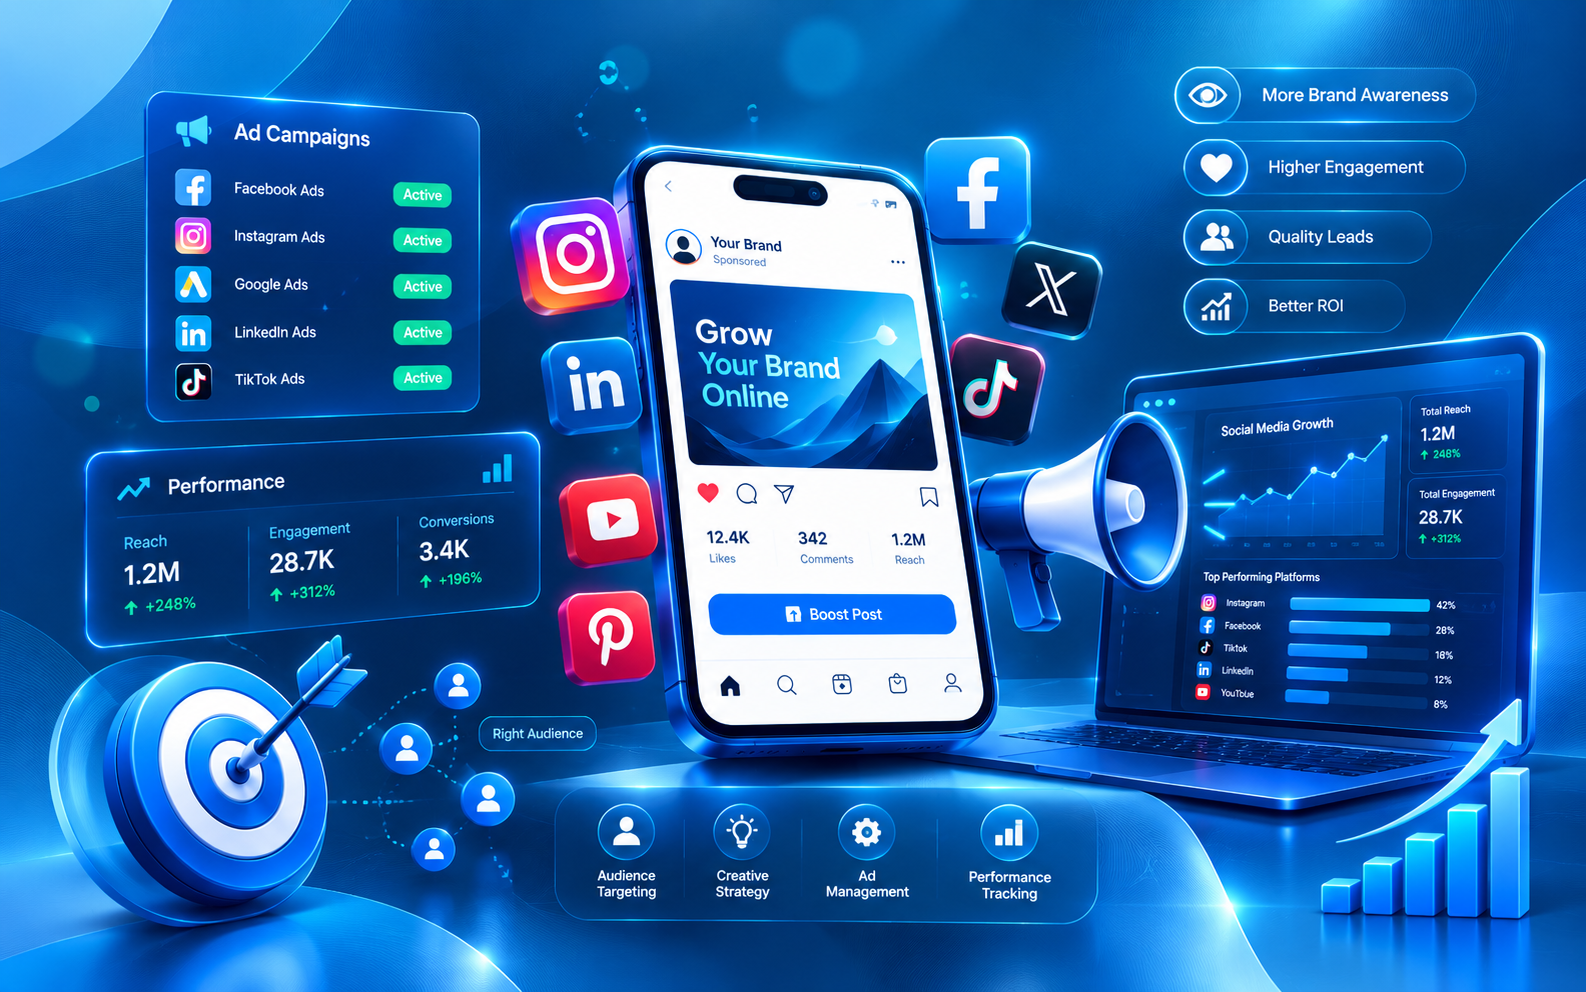 Ad Campaigns
Facebook Ads
Active
Instagram Ads
Active
Google Ads
Active
LinkedIn Ads
Active
TikTok Ads
Active
Performance
Reach
1.2M
+248%
Engagement
28.7K
+312%
Conversions
3.4K
+196%
Right Audience
Your Brand
Sponsored
Grow
Your Brand
Online
12.4K
Likes
342
Comments
1.2M
Reach
Boost Post
Audience
Targeting
Creative
Strategy
Ad
Management
Performance
Tracking
More Brand Awareness
Higher Engagement
Quality Leads
Better ROI
Social Media Growth
Total Reach
1.2M
248%
Total Engagement
28.7K
+312%
Top Performing Platforms
Instagram
42%
Facebook
28%
Tiktok
18%
LinkedIn
12%
YouTbue
8%